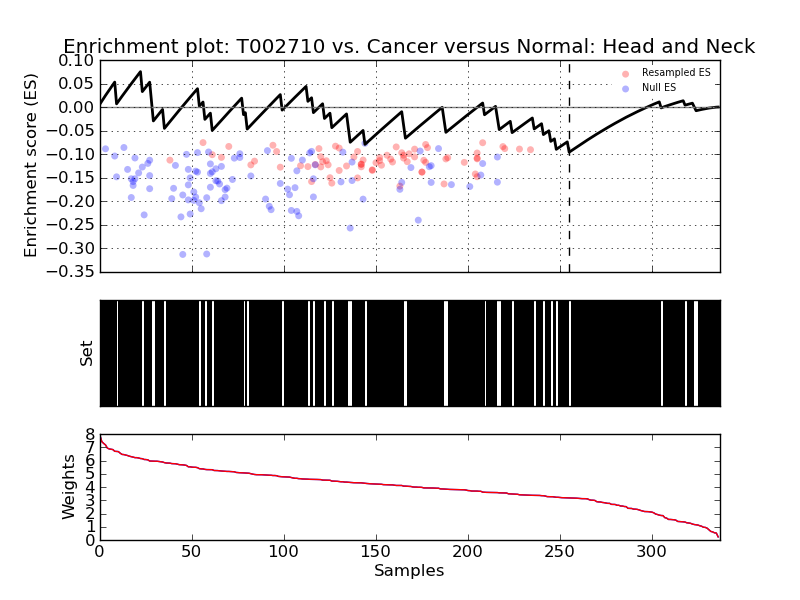 Enrichment plot: T002710 vs. Cancer versus Normal: Head and Neck
Enrichment score (ES)
0.10
0.05
0.00
−0.05
−0.10
−0.15
−0.20
−0.25
−0.30
−0.35
Resampled ES
Null ES
Set
Weights
8
7
6
5
4
3
2
1
0
0 50 100 150 200 250 300
Samples